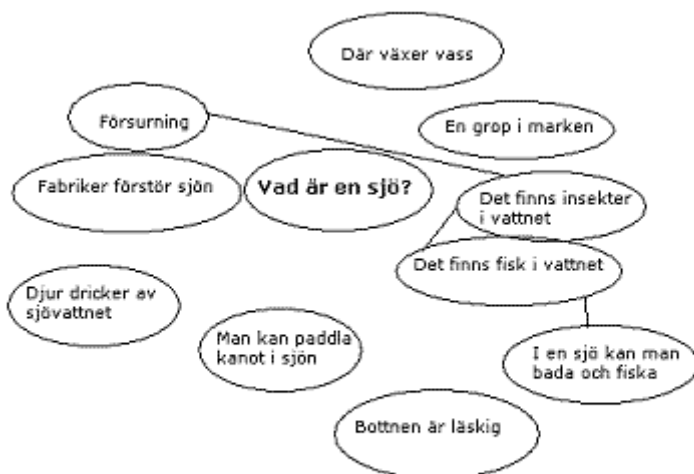 Där växer vass
Försurning
En grop i marken
Fabriker förstör sjön
Vad är en sjö?
Det finns insekter
i vattnet
Det finns fisk i vattnet
Djur dricker av
sjövattnet
Man kan paddla
kanot i sjön
I en sjö kan man
bada och fiska
Bottnen är läskig